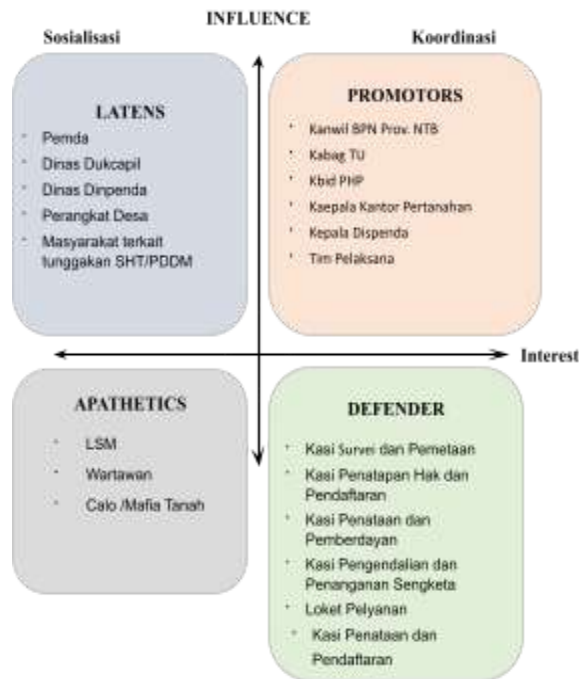 INFLUENCE
Sosialisasi
Koordinasi
LATENS
Pemda
Dinas Dukcapil
Dinas Dinpenda
Perangkat Desa
Masyarakat terkait
tunggakan SHT/PDDM
PROMOTORS
Kanwil BPN Prov. NTB
Kabag TU
Kbid PHP
Kaepala Kantor Pertanahan
Kepala Dispenda
Tim Pelaksana
Interest
APATHETICS
LSM
Wartawan
Calo /Mafia Tanah
DEFENDER
Kasi Survei dan Pemetaan
Kasi Penatapan Hak dan
Pendaftaran
Kasi Penataan dan
Pemberdayan
Kasi Pengendalian dan
Penanganan Sengketa
Loket Pelyanan
Kasi Penataan dan
Pendaftaran